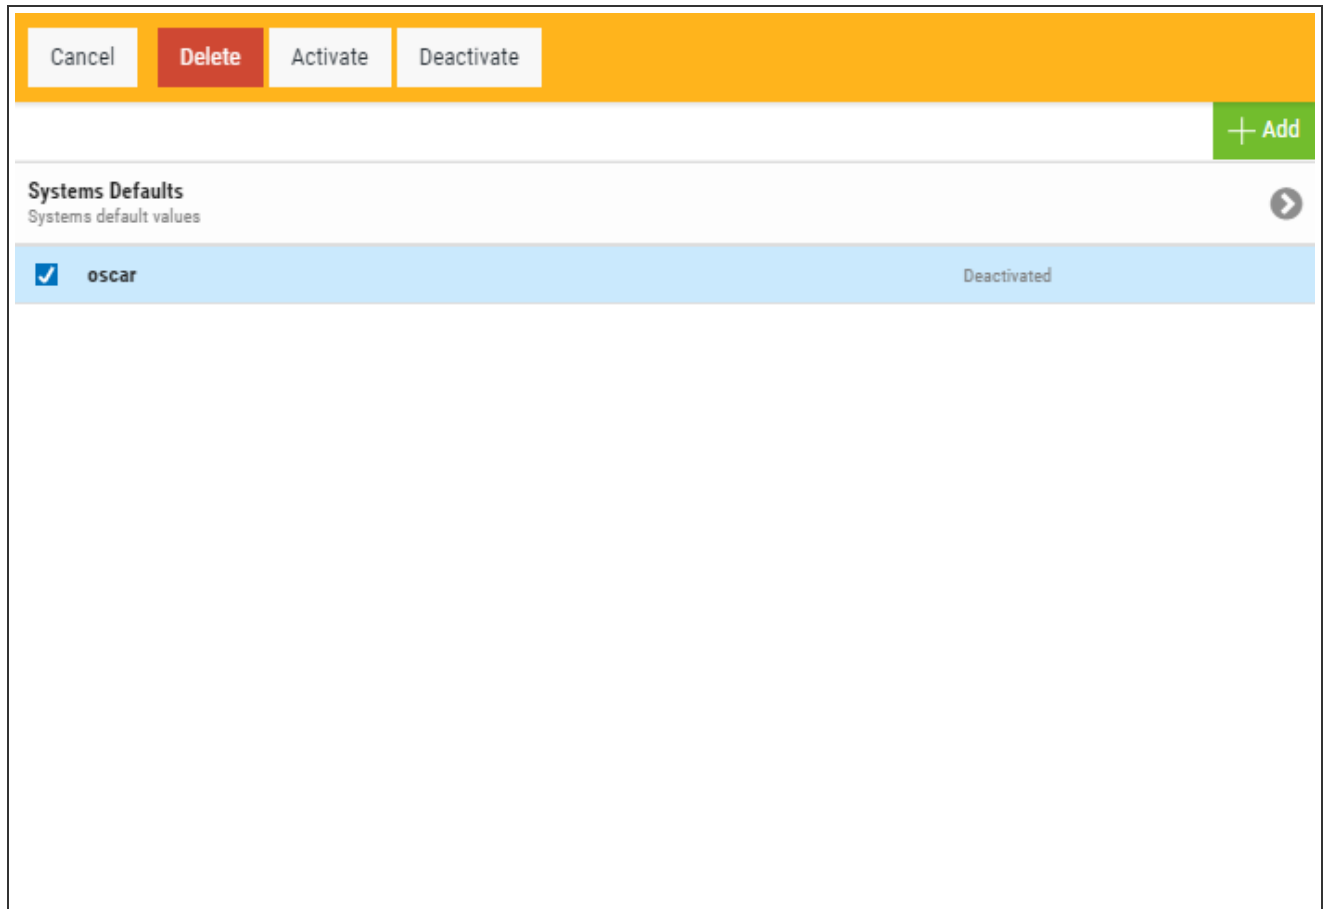 Cancel Delete Activate Deactivate
Add
Systems Defaults
Systems default values
oscar Deactivated